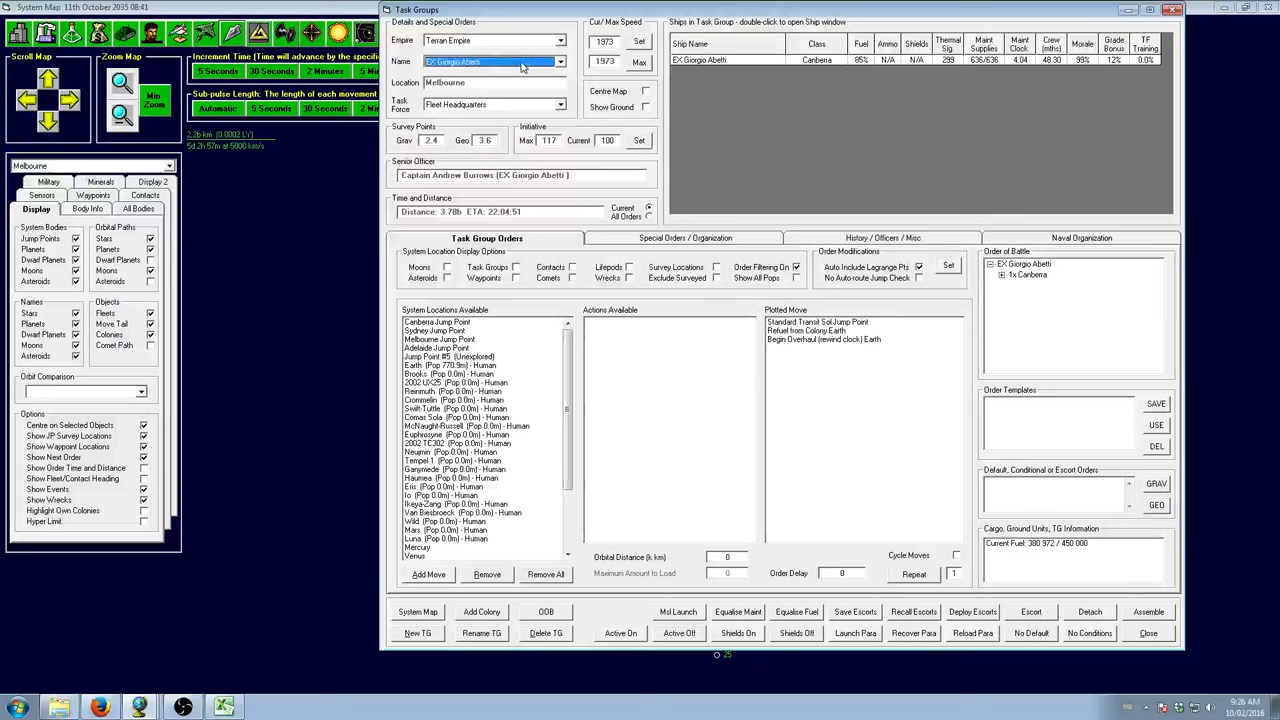 System Map 11th October 2035 08:41
Scroll Map
Zoom Map
Min
Zoom
Increment Time (Time will advance by the specific
5 Seconds 30 Seconds 2 Minutes 5
Sub-pulse Length: The length of each movement
Automatic 5 Seconds 30 Seconds 2 M
2.2b km (0.0002 LY)
5d 2h 57m at 5000 km/s
Melbourne
Military Minerals Display 2
Sensors Waypoints Contacts
Display Body Info All Bodies
System Bodies
Jump Points
Planets
Dwarf Planets
Moons
Asteroids
Orbital Paths
Stars
Planets
Dwarf Planets
Moons
Asteroids
Names
Stars
Planets
Dwarf Planets
Moons
Asteroids
Objects
Fleets
Move Tail
Colonies
Comet Path
Orbit Comparison
Options
Centre on Selected Objects
Show JP Survey Locations
Show Waypoint Locations
Show Next Order
Show Order Time and Distance
Show Fleet/Contact Heading
Show Events
Show Wrecks
Highlight Own Colonies
Hyper Limit
Task Groups
Details and Special Orders
Empire Terran Empire
Name EX Giorgio Abetti
Location Melbourne
Task Force Fleet Headquarters
Cur/ Max Speed
1973 Set
1973 Max
Centre Map
Show Ground
Survey Points
Grav 2.4 Geo 3.6
Initiative
Max 117 Current 100 Set
Senior Officer
Captain Andrew Burrows (EX Giorgio Abetti )
Time and Distance
Distance: 3.78b ETA: 22:04:51
Current
All Orders
Ships in Task Group - double-click to open Ship window
Ship Name Class Fuel Ammo Shields Thermal Sig Maint Supplies Maint Clock Crew (mths) Morale Grade Bonus TF Training
EX Giorgio Abetti Canberra 85% N/A N/A 299 636/636 4.04 48.30 99% 12% 0.0%
Task Group Orders Special Orders / Organization History / Officers / Misc Naval Organization
System Location Display Options
Moons Task Groups Contacts Lifepods Survey Locations Order Filtering On
Asteroids Waypoints Comets Wrecks Exclude Surveyed Show All Pops
Order Modifications
Auto Include Lagrange Pts Set
No Auto-route Jump Check
System Locations Available
Canberra Jump Point
Sydney Jump Point
Melbourne Jump Point
Adelaide Jump Point
Jump Point #5 (Unexplored)
Earth (Pop 770.9m) - Human
Brooks (Pop 0.0m) - Human
2002 UX25 (Pop 0.0m) - Human
Reinmuth (Pop 0.0m) - Human
Crommelin (Pop 0.0m) - Human
Swift-Tuttle (Pop 0.0m) - Human
Comas Sola (Pop 0.0m) - Human
McNaught-Russell (Pop 0.0m) - Human
Euphrosyne (Pop 0.0m) - Human
2002 TC302 (Pop 0.0m) - Human
Neujmin (Pop 0.0m) - Human
Tempel 1 (Pop 0.0m) - Human
Ganymede (Pop 0.0m) - Human
Haumea (Pop 0.0m) - Human
Eris (Pop 0.0m) - Human
Io (Pop 0.0m) - Human
Ikeya-Zang (Pop 0.0m) - Human
Van Biesbroeck (Pop 0.0m) - Human
Wild (Pop 0.0m) - Human
Mars (Pop 0.0m) - Human
Luna (Pop 0.0m) - Human
Mercury
Venus
Actions Available
Plotted Move
Standard Transit Sol Jump Point
Refuel from Colony Earth
Begin Overhaul (rewind clock) Earth
Orbital Distance (k km) 0
Cycle Moves
Maximum Amount to Load 0
Order Delay 0
Add Move Remove Remove All Repeat 1
Order of Battle
EX Giorgio Abetti
1x Canberra
Order Templates
SAVE
USE
DEL
Default, Conditional or Escort Orders
GRAV
GEO
Cargo, Ground Units, TG Information
Current Fuel: 380 972 / 450 000
System Map Add Colony OOB Msl Launch Equalise Maint Equalise Fuel Save Escorts Recall Escorts Deploy Escorts Escort Detach Assemble
New TG Rename TG Delete TG Active On Active Off Shields On Shields Off Launch Para Recover Para Reload Para No Default No Conditions Close
25
9:26 AM
10/02/2016